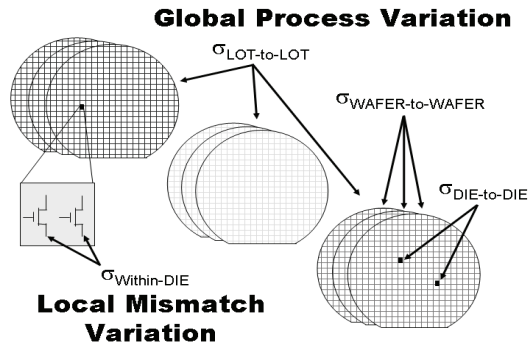 Global Process Variation
σLOT-to-LOT
σWAFER-to-WAFER
σDIE-to-DIE
σWithin-DIE
Local Mismatch
Variation